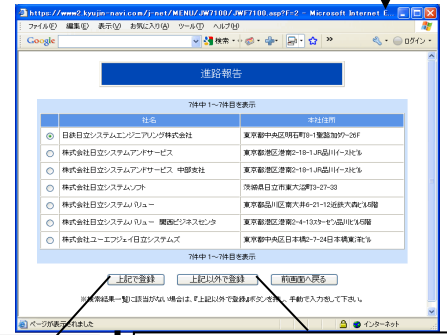 https://www2.kyujin-navi.com/j-net/MENU/JW7100/JWF7100.asp?F=2 - Microsoft Internet E...
ファイル(F) 編集(E) 表示(V) お気に入り(A) ツール(T) ヘルプ(H)
Google 検索 ログイン
進路報告
7件中 1~7件目を表示
社名 本社住所
日鉄日立システムエンジニアリング株式会社 東京都中央区明石町8-1聖路加タワー26F
株式会社日立システムアンドサービス 東京都港区港南2-18-1JR品川イーストビル
株式会社日立システムアンドサービス 中部支社 東京都港区港南2-18-1JR品川イーストビル
株式会社日立システムソフト 茨城県日立市東大沼町3-27-33
株式会社日立システムバリュー 東京都品川区南大井6-21-12近鉄大森ビル5階
株式会社日立システムバリュー 関西ビジネスセンタ 東京都港区港南2-4-13スターゼン品川ビル5階
株式会社ユーエフジェイ日立システムズ 東京都中央区日本橋2-7-24日本橋東洋ビル
7件中 1~7件目を表示
上記で登録 上記以外で登録 前画面へ戻る
※検索結果一覧に該当がない場合は、『上記以外で登録』ボタンを押し、手動で入力をして下さい。
ページが表示されました インターネット